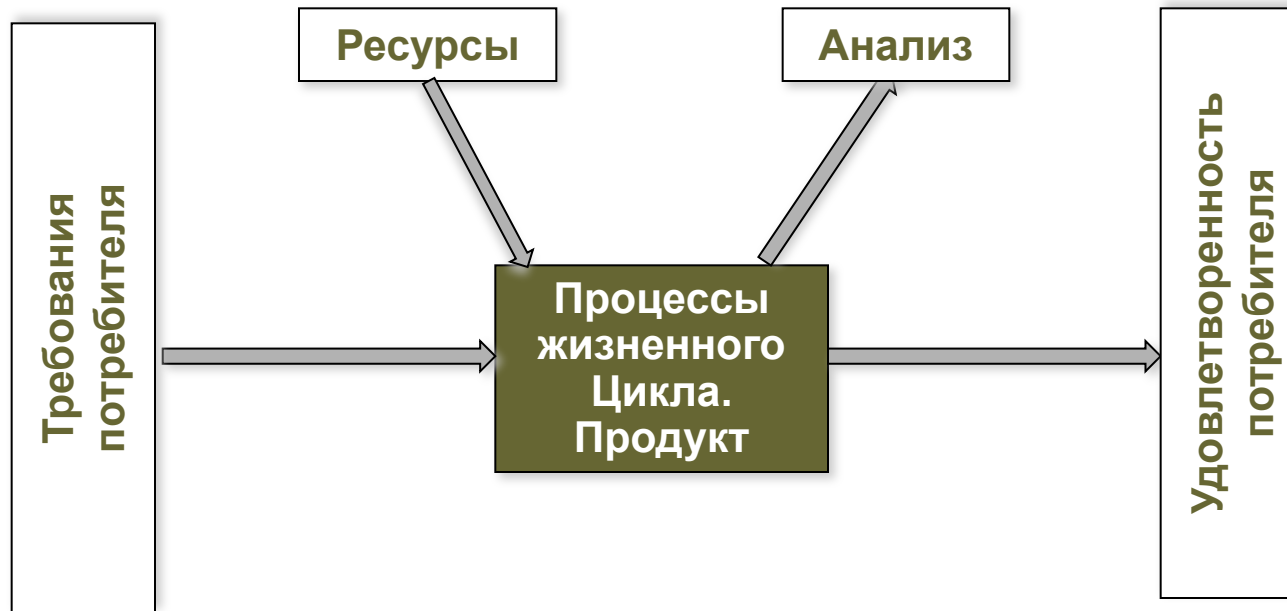 Требования
потребителя
Ресурсы
Анализ
Процессы
жизненного
Цикла.
Продукт
Удовлетворенность
потребителя